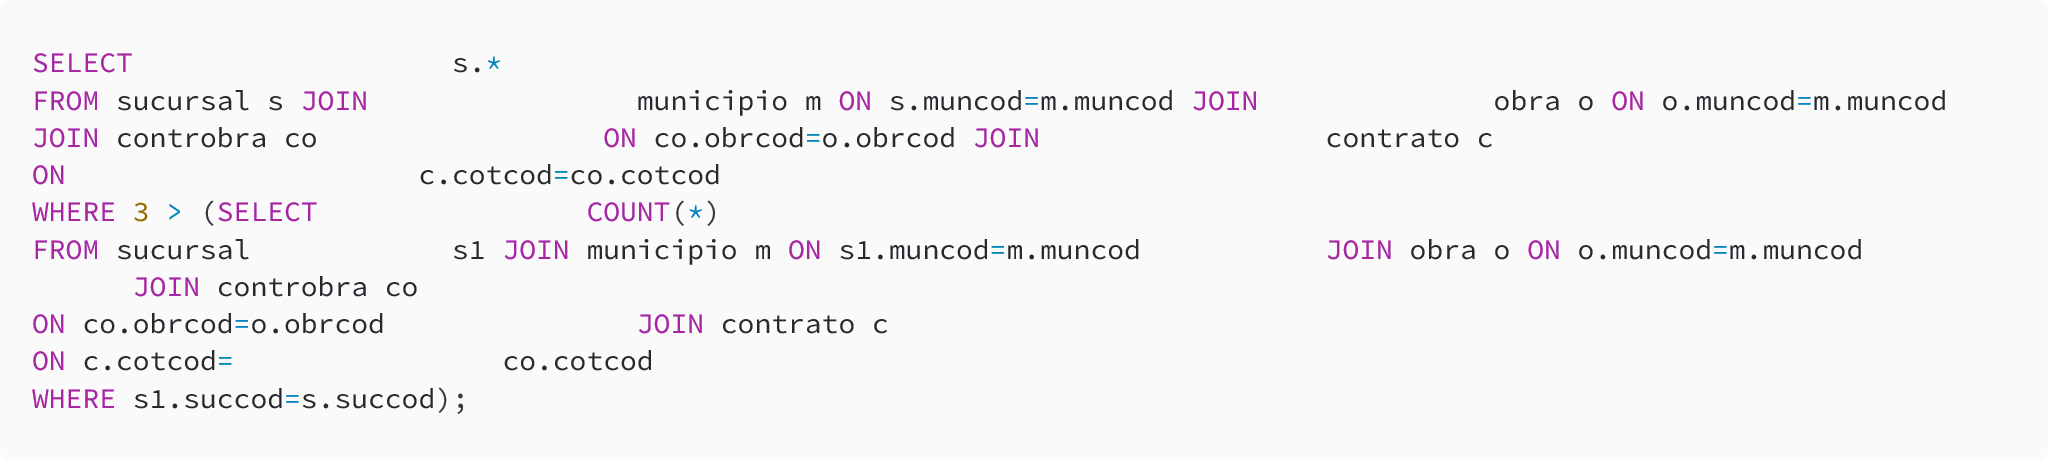 SELECT s.*
FROM sucursal s JOIN municipio m ON s.muncod=m.muncod JOIN obra o ON o.muncod=m.muncod
JOIN controbra co ON co.obrcod=o.obrcod JOIN contrato c
ON c.cotcod=co.cotcod
WHERE 3 > (SELECT COUNT(*)
FROM sucursal s1 JOIN municipio m ON s1.muncod=m.muncod JOIN obra o ON o.muncod=m.muncod
JOIN controbra co
ON co.obrcod=o.obrcod JOIN contrato c
ON c.cotcod= co.cotcod
WHERE s1.succod=s.succod);